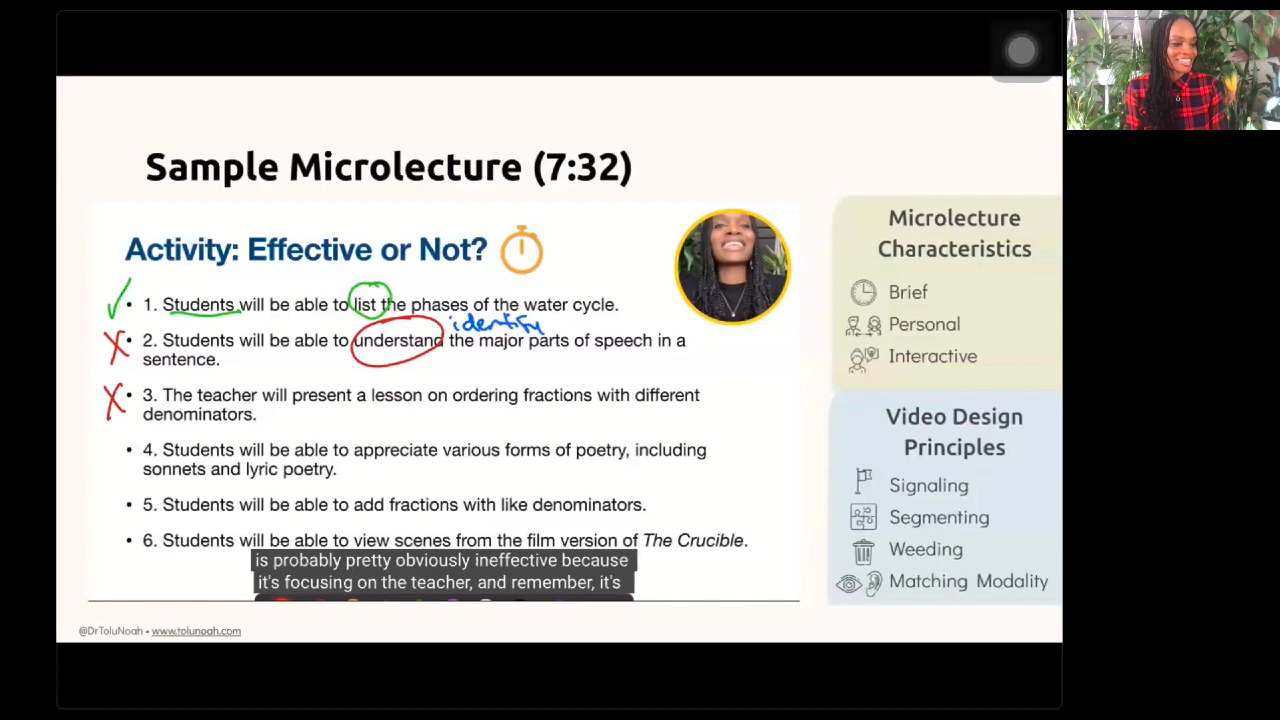 Sample Microlecture (7:32)
Activity: Effective or Not?
• 1. Students will be able to list the phases of the water cycle.
identify
• 2. Students will be able to understand the major parts of speech in a
sentence.
• 3. The teacher will present a lesson on ordering fractions with different
denominators.
• 4. Students will be able to appreciate various forms of poetry, including
sonnets and lyric poetry.
• 5. Students will be able to add fractions with like denominators.
• 6. Students will be able to view scenes from the film version of The Crucible.
is probably pretty obviously ineffective because
it's focusing on the teacher, and remember, it's
Microlecture
Characteristics
Brief
Personal
Interactive
Video Design
Principles
Signaling
Segmenting
Weeding
Matching Modality
@DrToluNoah • www.tolunoah.com